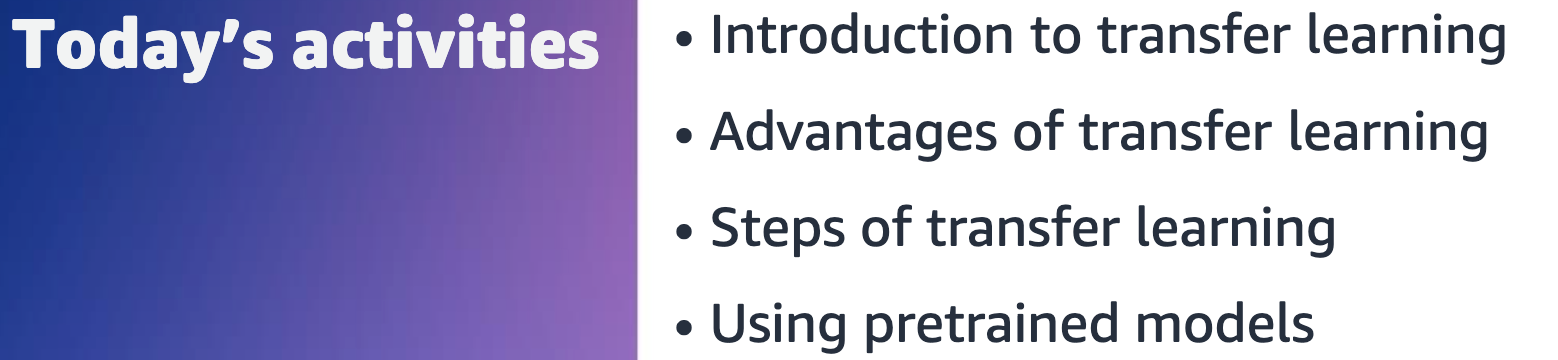 Today’s activities
• Introduction to transfer learning
• Advantages of transfer learning
• Steps of transfer learning
• Using pretrained models